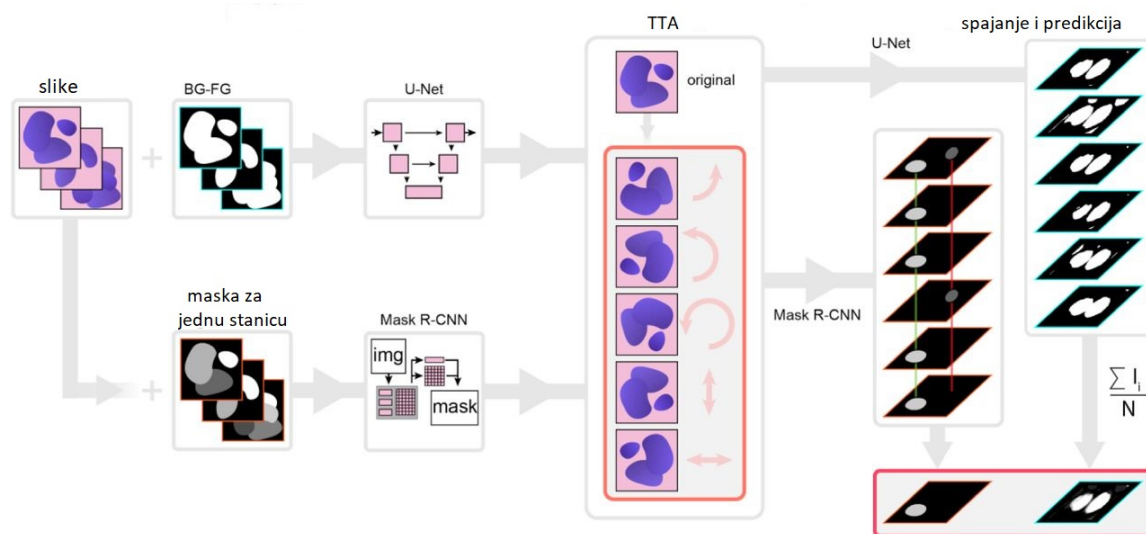 TTA
spajanje i predikcija
U-Net
slike
BG-FG
U-Net
original
maska za
jednu stanicu
Mask R-CNN
img
mask
Mask R-CNN
∑ I_i
N